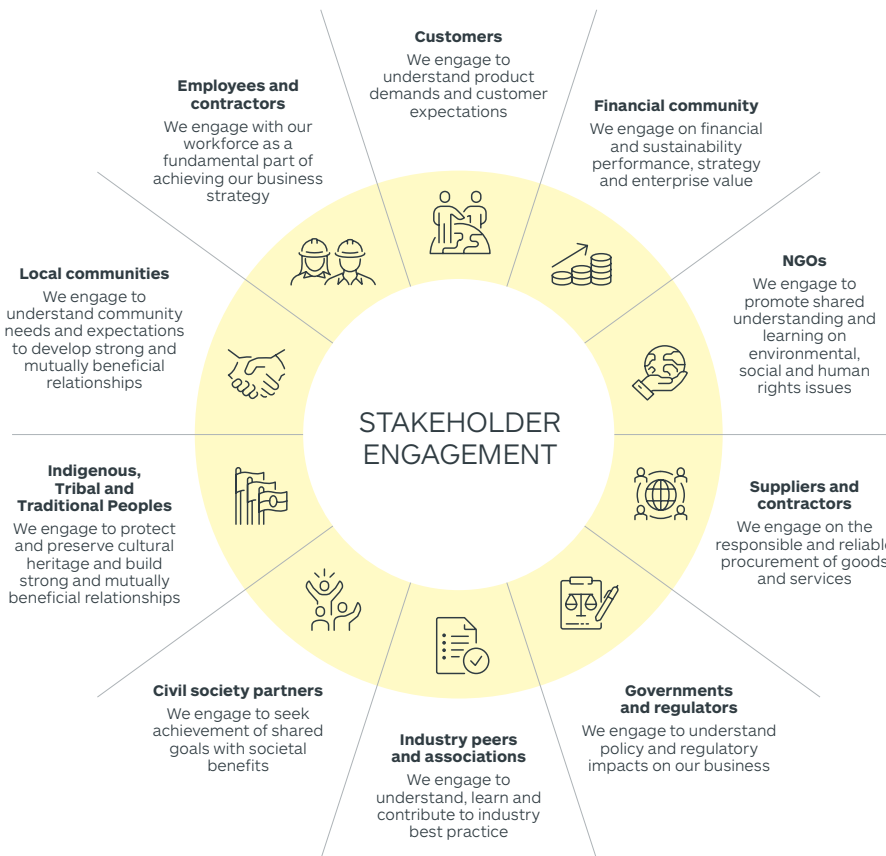 Customers
We engage to
understand product
demands and customer
expectations
Financial community
We engage on financial
and sustainability
performance, strategy
and enterprise value
NGOs
We engage to
promote shared
understanding and
learning on
environmental,
social and human
rights issues
Suppliers and
contractors
We engage on the
responsible and reliable
procurement of goods
and services
Governments
and regulators
We engage to understand
policy and regulatory
impacts on our business
Industry peers
and associations
We engage to
understand, learn and
contribute to industry
best practice
Civil society partners
We engage to seek
achievement of shared
goals with societal
benefits
Indigenous,
Tribal and
Traditional Peoples
We engage to protect
and preserve cultural
heritage and build
strong and mutually
beneficial relationships
Local communities
We engage to
understand community
needs and expectations
to develop strong and
mutually beneficial
relationships
Employees and
contractors
We engage with our
workforce as a
fundamental part of
achieving our business
strategy
STAKEHOLDER
ENGAGEMENT